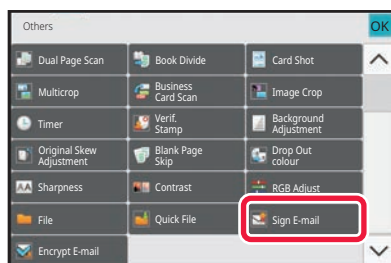 Others
OK
Dual Page Scan
Book Divide
Card Shot
Multicrop
Business
Card Scan
Image Crop
Timer
Verif.
Stamp
Background
Adjustment
Original Skew
Adjustment
Blank Page
Skip
Drop Out
colour
AA
Sharpness
Contrast
RGB Adjust
File
Quick File
Sign E-mail
Encrypt E-mail